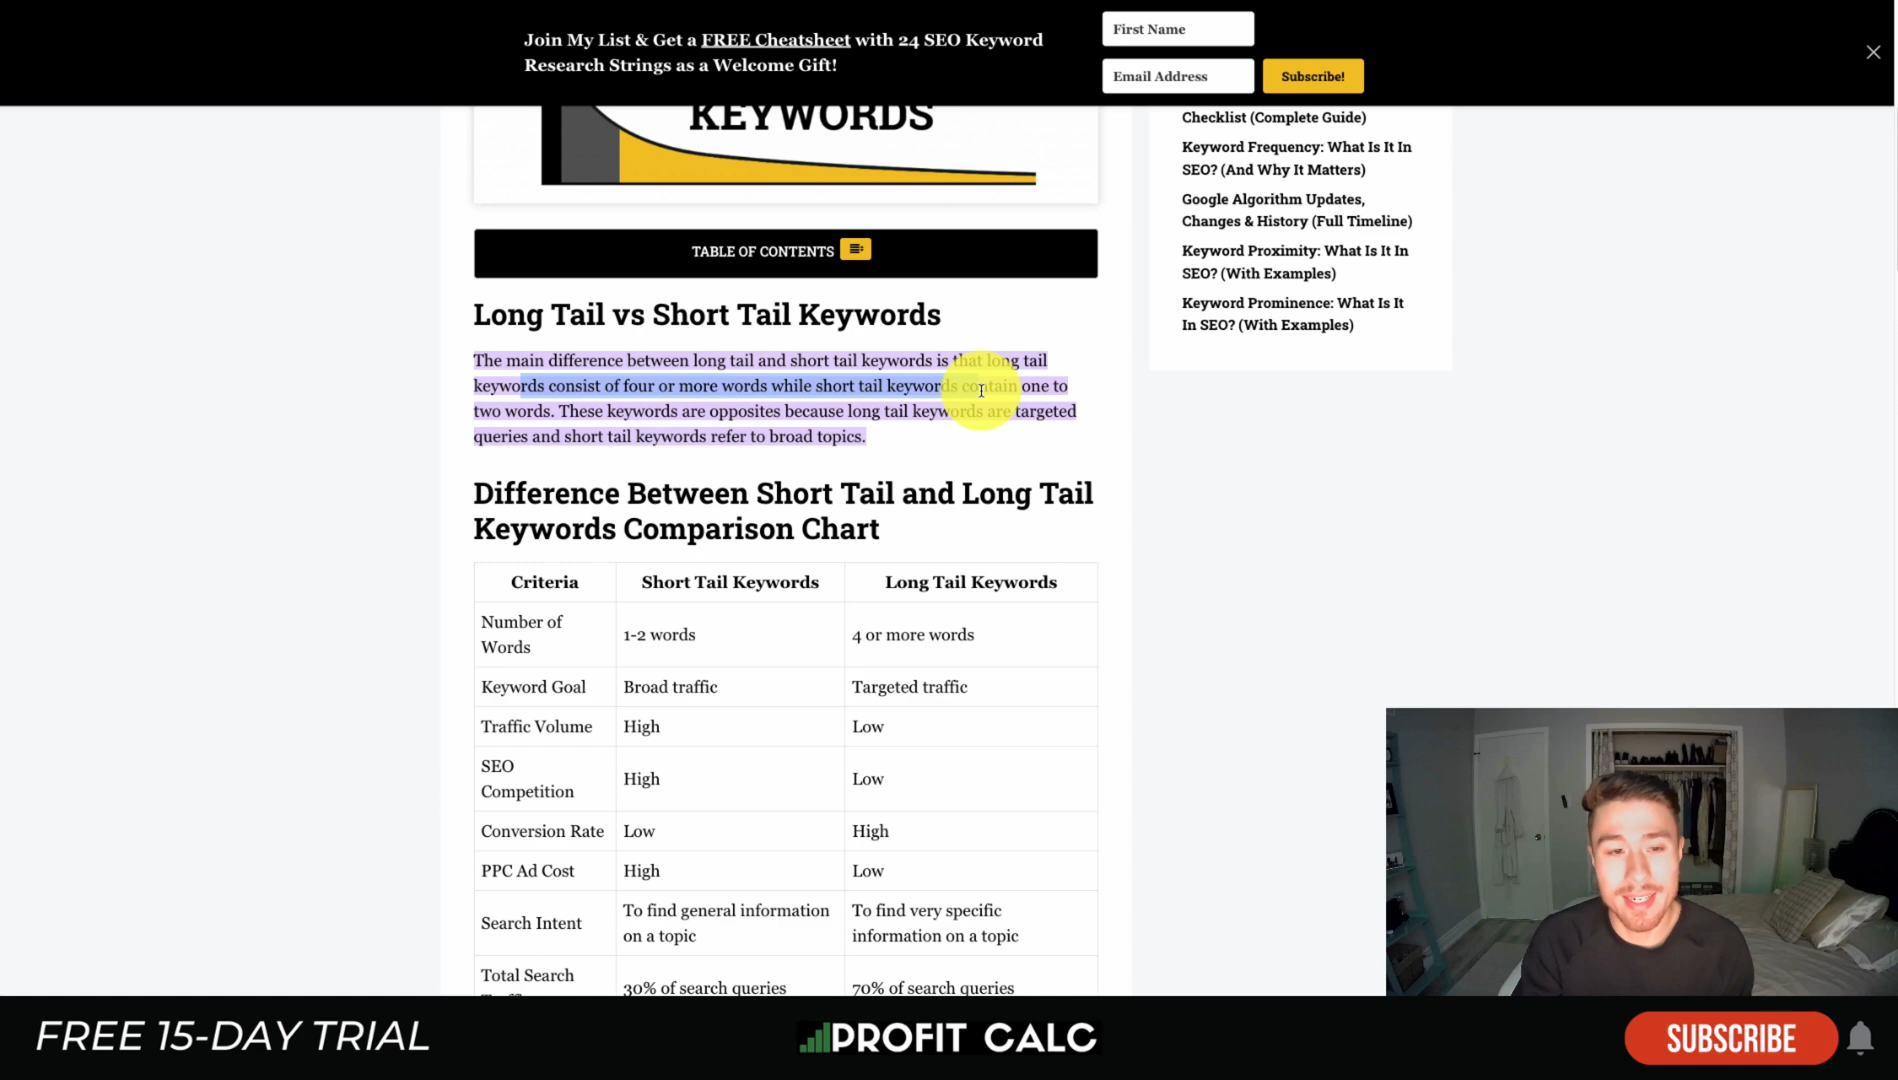 Join My List & Get a FREE Cheatsheet with 24 SEO Keyword
Research Strings as a Welcome Gift!
First Name
Email Address
Subscribe!
KEYWORDS
TABLE OF CONTENTS
Long Tail vs Short Tail Keywords
The main difference between long tail and short tail keywords is that long tail
keywords consist of four or more words while short tail keywords contain one to
two words. These keywords are opposites because long tail keywords are targeted
queries and short tail keywords refer to broad topics.
Difference Between Short Tail and Long Tail
Keywords Comparison Chart
Criteria
Short Tail Keywords
Long Tail Keywords
Number of
Words
1-2 words
4 or more words
Keyword Goal
Broad traffic
Targeted traffic
Traffic Volume
High
Low
SEO
Competition
High
Low
Conversion Rate
Low
High
PPC Ad Cost
High
Low
Search Intent
To find general information
on a topic
To find very specific
information on a topic
Total Search
30% of search queries
70% of search queries
Checklist (Complete Guide)
Keyword Frequency: What Is It In
SEO? (And Why It Matters)
Google Algorithm Updates,
Changes & History (Full Timeline)
Keyword Proximity: What Is It In
SEO? (With Examples)
Keyword Prominence: What Is It
In SEO? (With Examples)
FREE 15-DAY TRIAL
PROFIT CALC
SUBSCRIBE